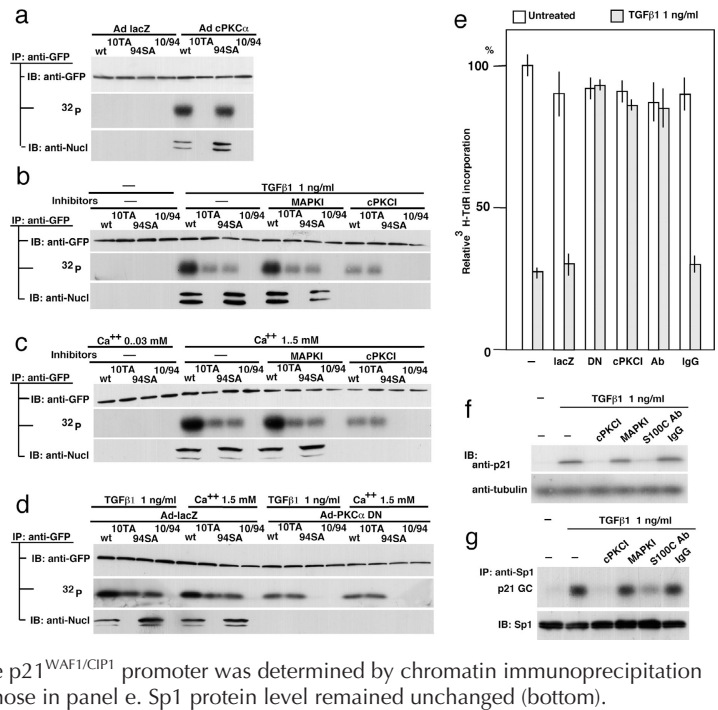 a
Ad lacZ Ad cPKCα
10TA 10/94 10TA 10/94
wt 94SA wt 94SA
IP: anti-GFP
IB: anti-GFP
32P
IB: anti-Nucl
b
— TGFβ1 1 ng/ml
Inhibitors — — MAPKI cPKCI
10TA 10/94 10TA 10/94 10TA 10/94 10TA 10/94
wt 94SA wt 94SA wt 94SA wt 94SA
IP: anti-GFP
IB: anti-GFP
32P
IB: anti-Nucl
c
Ca++ 0..03 mM Ca++ 1..5 mM
Inhibitors — — MAPKI cPKCI
10TA 10/94 10TA 10/94 10TA 10/94 10TA 10/94
wt 94SA wt 94SA wt 94SA wt 94SA
IP: anti-GFP
IB: anti-GFP
32P
IB: anti-Nucl
d
TGFβ1 1 ng/ml Ca++ 1.5 mM TGFβ1 1 ng/ml Ca++ 1.5 mM
Ad-lacZ Ad-PKCα DN
10TA 10/94 10TA 10/94 10TA 10/94 10TA 10/94
wt 94SA wt 94SA wt 94SA wt 94SA
IP: anti-GFP
IB: anti-GFP
32P
IB: anti-Nucl
e
Untreated TGFβ1 1 ng/ml
%
100
50
0
Relative 3H-TdR incorporation
– lacZ DN cPKCI Ab IgG
f
– TGFβ1 1 ng/ml
– – cPKCI MAPKI S100C Ab IgG
IB:
anti-p21
anti-tubulin
g
– TGFβ1 1 ng/ml
– – cPKCI MAPKI S100C Ab IgG
IP: anti-Sp1
p21 GC
IB: Sp1
e p21WAF1/CIP1 promoter was determined by chromatin immunoprecipitation
nose in panel e. Sp1 protein level remained unchanged (bottom).